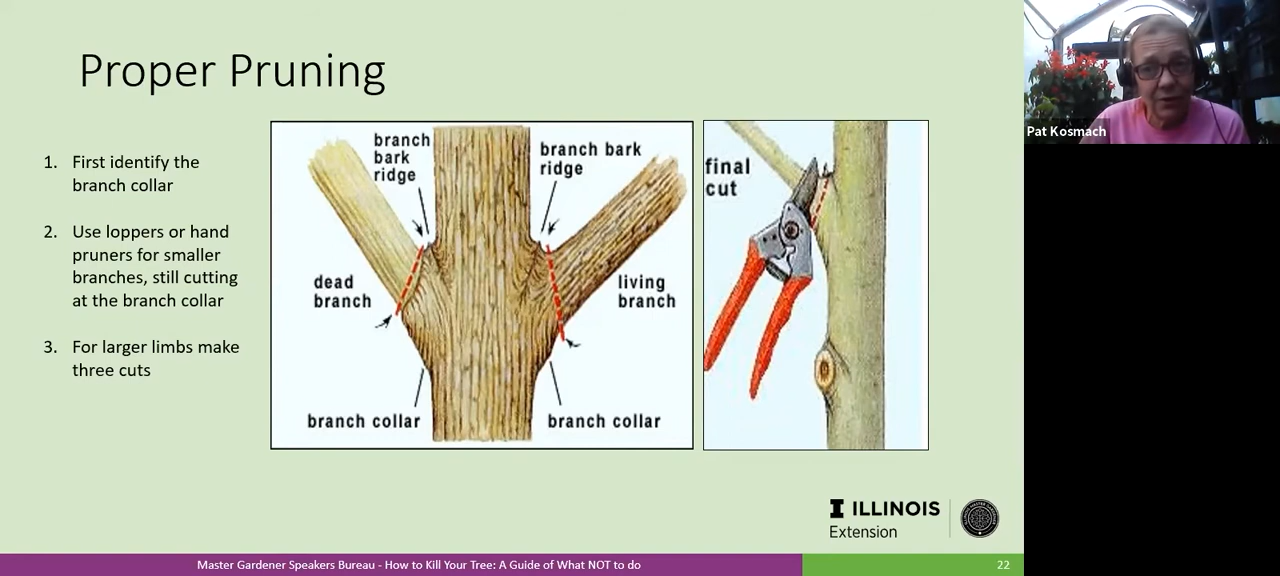 Proper Pruning
1. First identify the
branch collar
2. Use loppers or hand
pruners for smaller
branches, still cutting
at the branch collar
3. For larger limbs make
three cuts
branch
bark
ridge
branch bark
ridge
dead
branch
living
branch
branch collar
branch collar
final
cut
ILLINOIS
Extension
Master Gardener Speakers Bureau - How to Kill Your Tree: A Guide of What NOT to do
22
Pat Kosmach